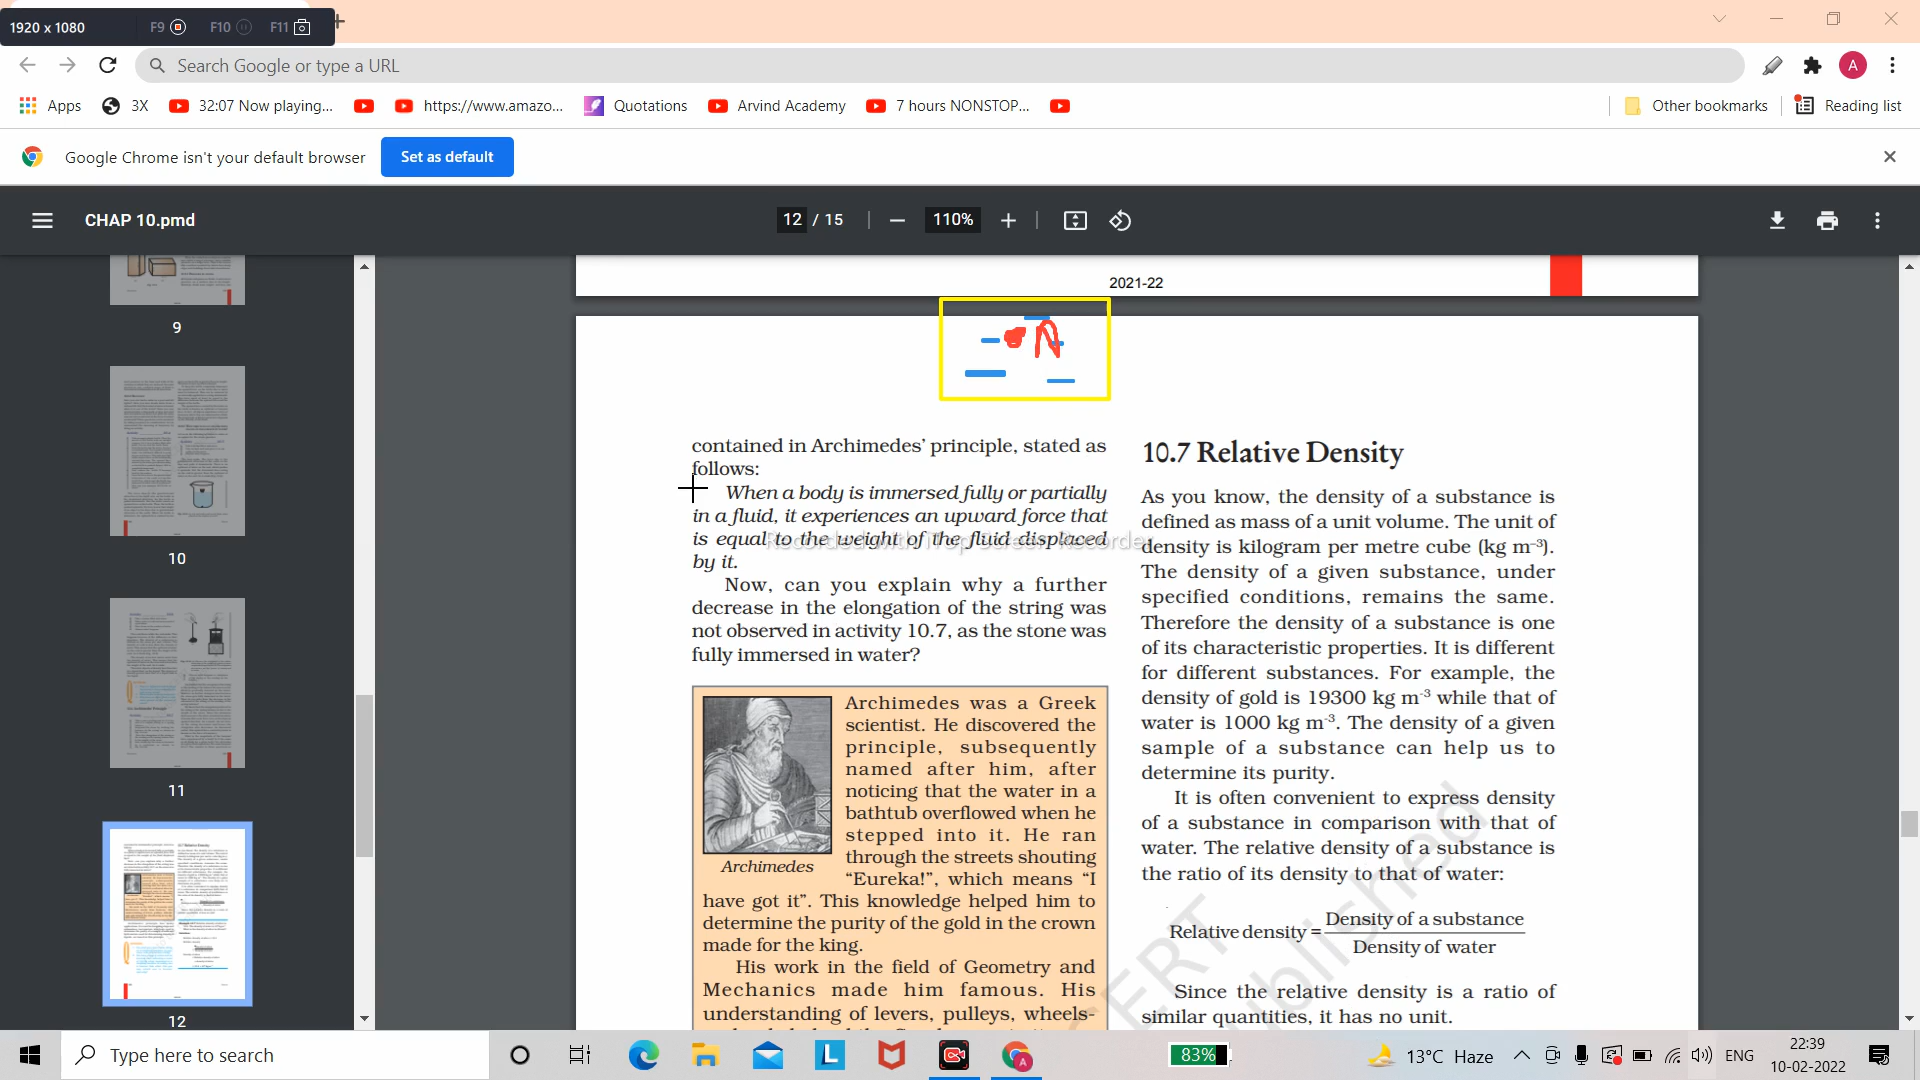 1920 x 1080 F9 F10 F11
Search Google or type a URL
Apps 3X 32:07 Now playing... https://www.amazo... Quotations Arvind Academy 7 hours NONSTOP... Other bookmarks Reading list
Google Chrome isn't your default browser Set as default
CHAP 10.pmd 12 / 15 110%
9
10
11
12
2021-22
contained in Archimedes' principle, stated as
follows:
When a body is immersed fully or partially
in a fluid, it experiences an upward force that
is equal to the weight of the fluid displaced
by it.
Now, can you explain why a further
decrease in the elongation of the string was
not observed in activity 10.7, as the stone was
fully immersed in water?
Archimedes was a Greek
scientist. He discovered the
principle, subsequently
named after him, after
noticing that the water in a
bathtub overflowed when he
stepped into it. He ran
through the streets shouting
“Eureka!”, which means “I
have got it”. This knowledge helped him to
determine the purity of the gold in the crown
made for the king.
His work in the field of Geometry and
Mechanics made him famous. His
understanding of levers, pulleys, wheels-
Archimedes
Recorded with iTop Screen Recorder
10.7 Relative Density
As you know, the density of a substance is
defined as mass of a unit volume. The unit of
density is kilogram per metre cube (kg m⁻³).
The density of a given substance, under
specified conditions, remains the same.
Therefore the density of a substance is one
of its characteristic properties. It is different
for different substances. For example, the
density of gold is 19300 kg m⁻³ while that of
water is 1000 kg m⁻³. The density of a given
sample of a substance can help us to
determine its purity.
It is often convenient to express density
of a substance in comparison with that of
water. The relative density of a substance is
the ratio of its density to that of water:
Relative density = Density of a substance
Density of water
Since the relative density is a ratio of
similar quantities, it has no unit.
Type here to search 83% 13°C Haze ENG 22:39
10-02-2022